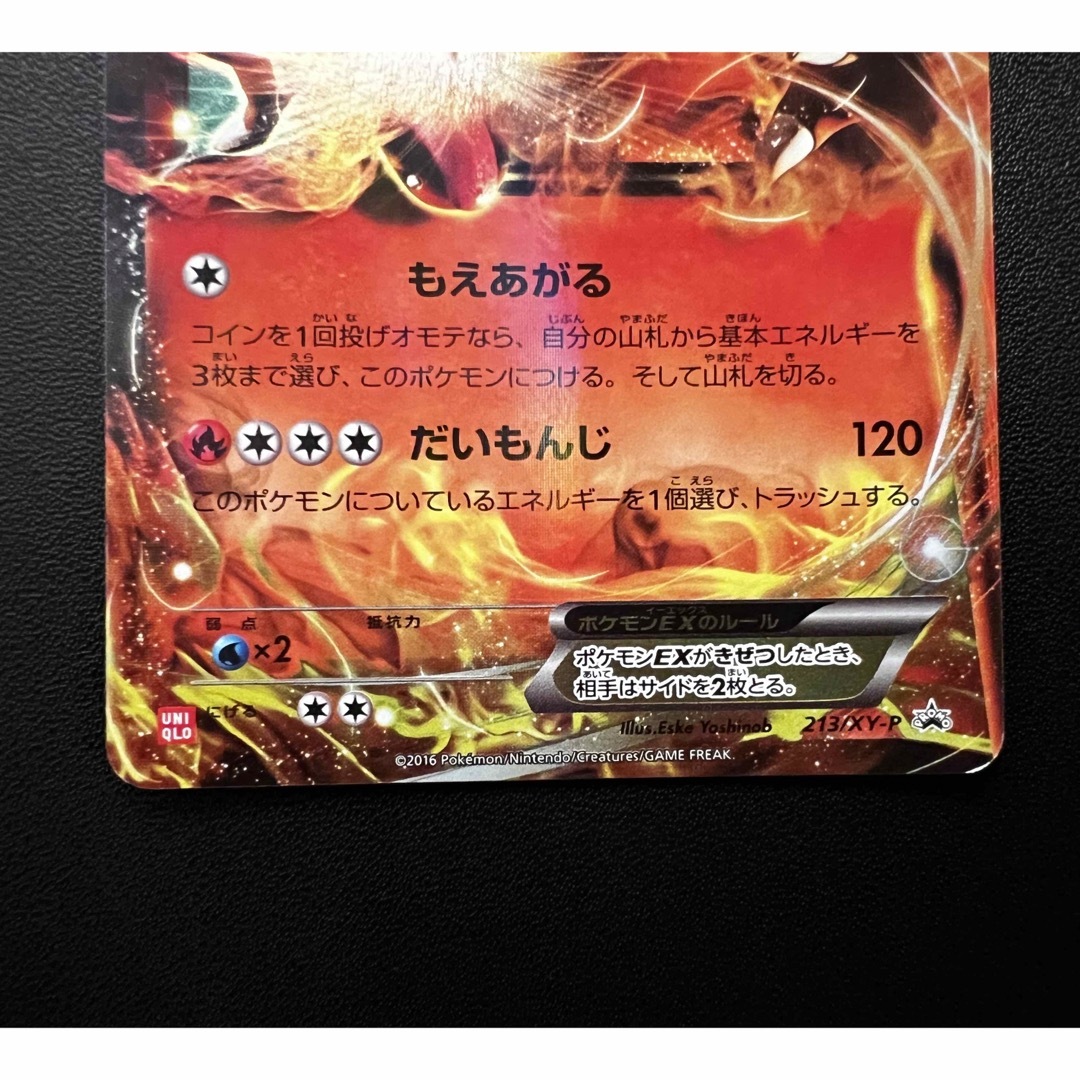 もえあがる
コインを1回投げオモテなら、自分の山札から基本エネルギーを
3枚まで選び、このポケモンにつける。そして山札を切る。
だいもんじ 120
このポケモンについているエネルギーを1個選び、トラッシュする。
弱点 抵抗力
×2
ポケモンEXのルール
ポケモンEXがきぜつしたとき、
相手はサイドを2枚とる。
UNI
QLO
にげる
Illus.Eske Yoshinob 213/XY-P
PROMO
©2016 Pokémon/Nintendo/Creatures/GAME FREAK.